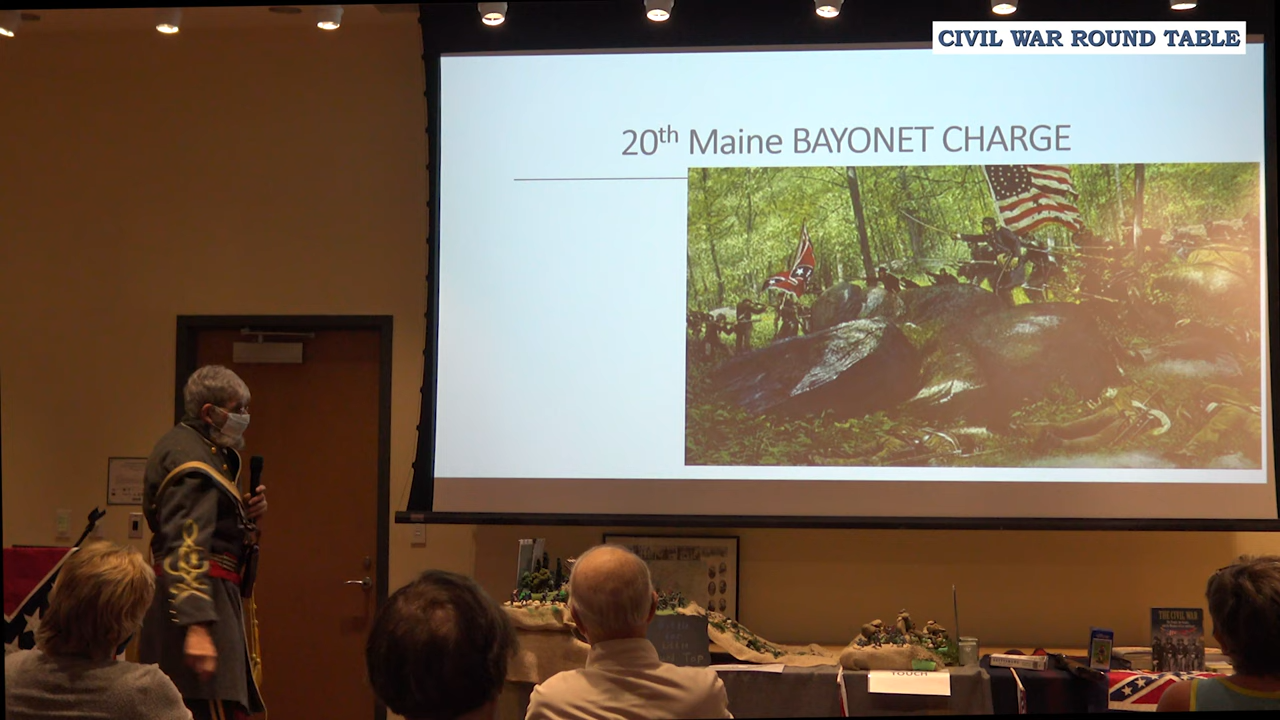 CIVIL WAR ROUND TABLE
20th Maine BAYONET CHARGE
THE CIVIL WAR
TOUCH